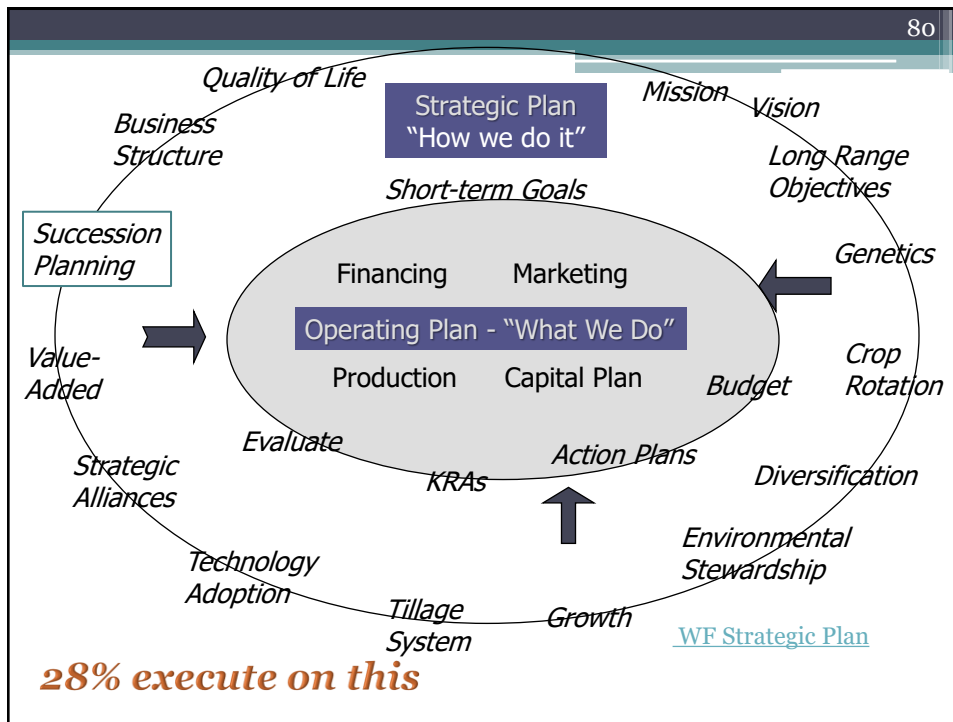 80
Quality of Life
Strategic Plan
“How we do it”
Mission
Vision
Business
Structure
Long Range
Objectives
Short-term Goals
Succession
Planning
Genetics
Financing
Marketing
Operating Plan - “What We Do”
Value-
Added
Production
Capital Plan
Budget
Crop
Rotation
Evaluate
Action Plans
KRAs
Strategic
Alliances
Diversification
Environmental
Stewardship
Technology
Adoption
Tillage
System
Growth
WF Strategic Plan
28% execute on this